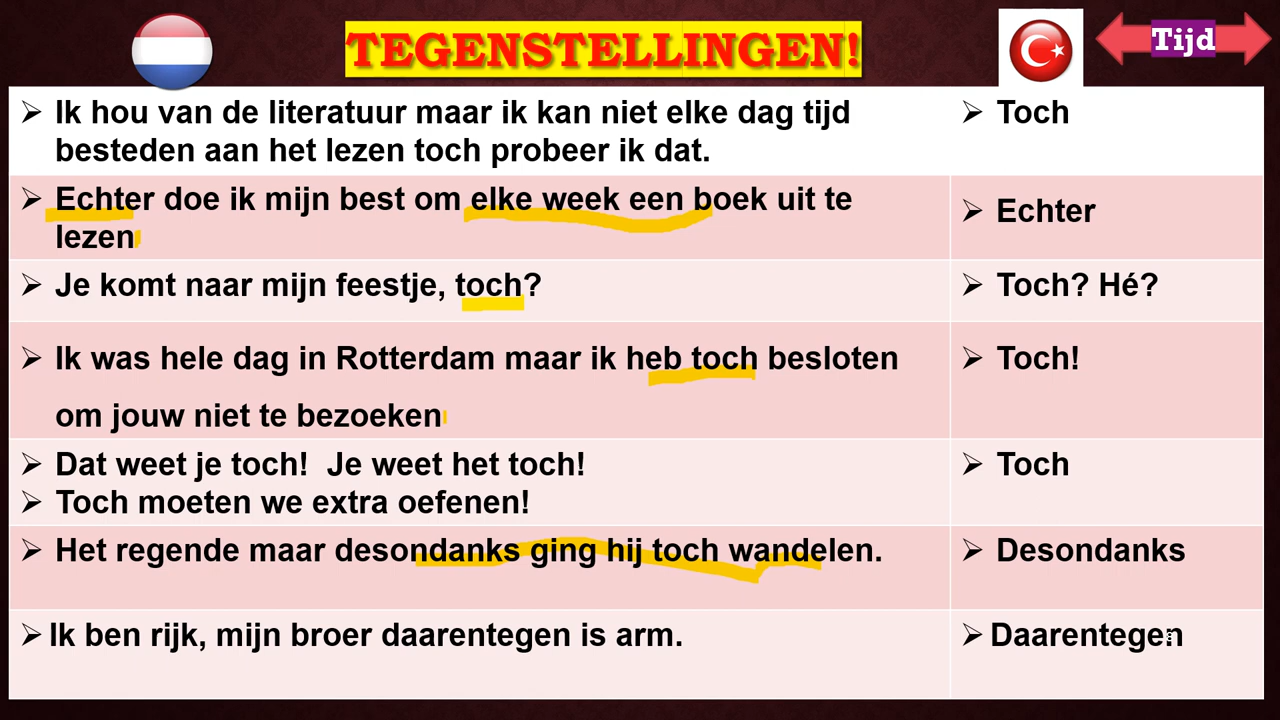 TEGENSTELLINGEN!
Tijd
Ik hou van de literatuur maar ik kan niet elke dag tijd
besteden aan het lezen toch probeer ik dat.
Toch
Echter doe ik mijn best om elke week een boek uit te
lezen
Echter
Je komt naar mijn feestje, toch?
Toch? Hé?
Ik was hele dag in Rotterdam maar ik heb toch besloten
om jouw niet te bezoeken
Toch!
Dat weet je toch! Je weet het toch!
Toch moeten we extra oefenen!
Toch
Het regende maar desondanks ging hij toch wandelen.
Desondanks
Ik ben rijk, mijn broer daarentegen is arm.
Daarentegen